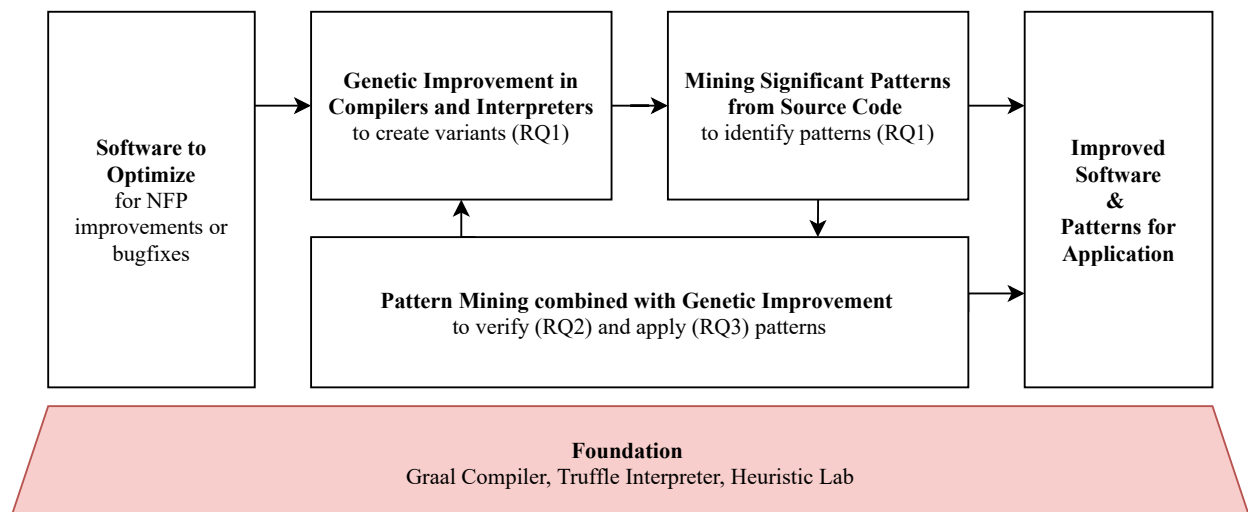 Software to
Optimize
for NFP
improvements or
bugfixes
Genetic Improvement in
Compilers and Interpreters
to create variants (RQ1)
Mining Significant Patterns
from Source Code
to identify patterns (RQ1)
Pattern Mining combined with Genetic Improvement
to verify (RQ2) and apply (RQ3) patterns
Improved
Software
&
Patterns for
Application
Foundation
Graal Compiler, Truffle Interpreter, Heuristic Lab